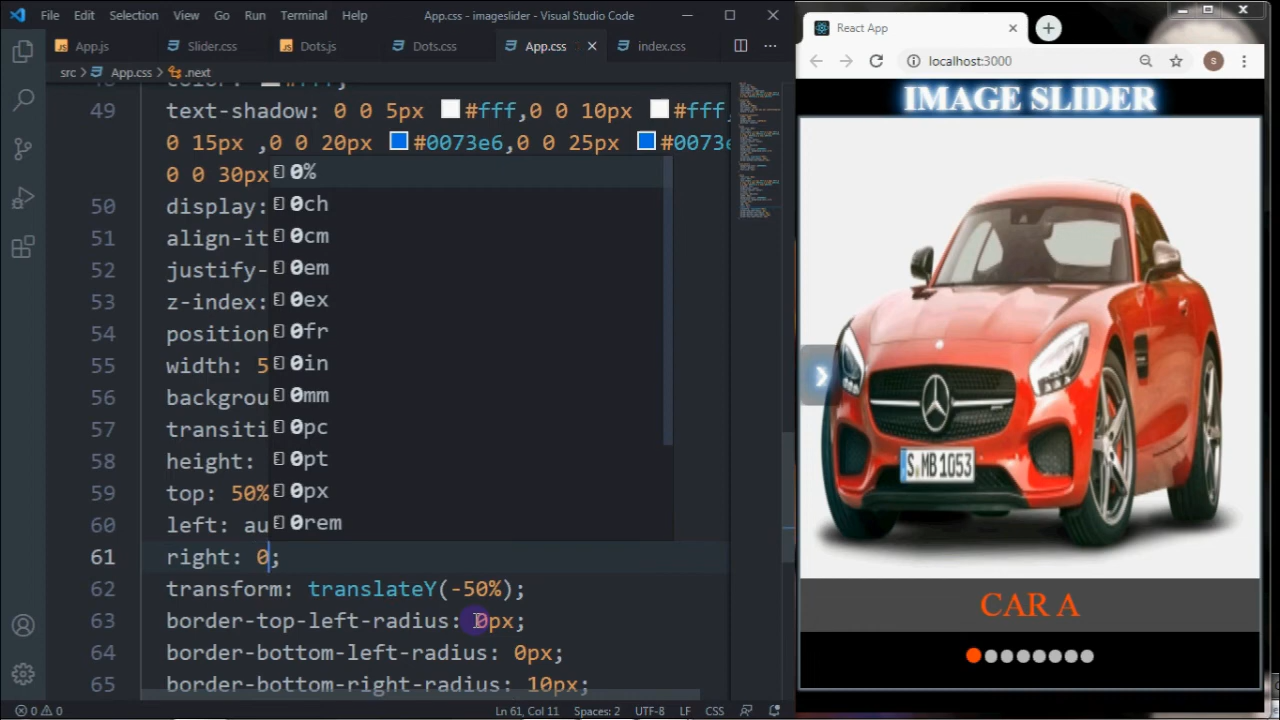 File Edit Selection View Go Run Terminal Help App.css - imageslider - Visual Studio Code
App.js Slider.css Dots.js Dots.css App.css index.css
src > App.css > .next
49 text-shadow: 0 0 5px #fff,0 0 10px #fff,
0 15px ,0 0 20px #0073e6,0 0 25px #0073e
0 0 30px
50 display:
51 align-it
52 justify-
53 z-index:
54 position
55 width: 5
56 backgrou
57 transiti
58 height:
59 top: 50%
60 left: au
61 right: 0;
62 transform: translateY(-50%);
63 border-top-left-radius: 0px;
64 border-bottom-left-radius: 0px;
65 border-bottom-right-radius: 10px;
0%
0ch
0cm
0em
0ex
0fr
0in
0mm
0pc
0pt
0px
0rem
0 0 Ln 61, Col 11 Spaces: 2 UTF-8 LF CSS
React App
localhost:3000 S
IMAGE SLIDER
S MB 1053
CAR A